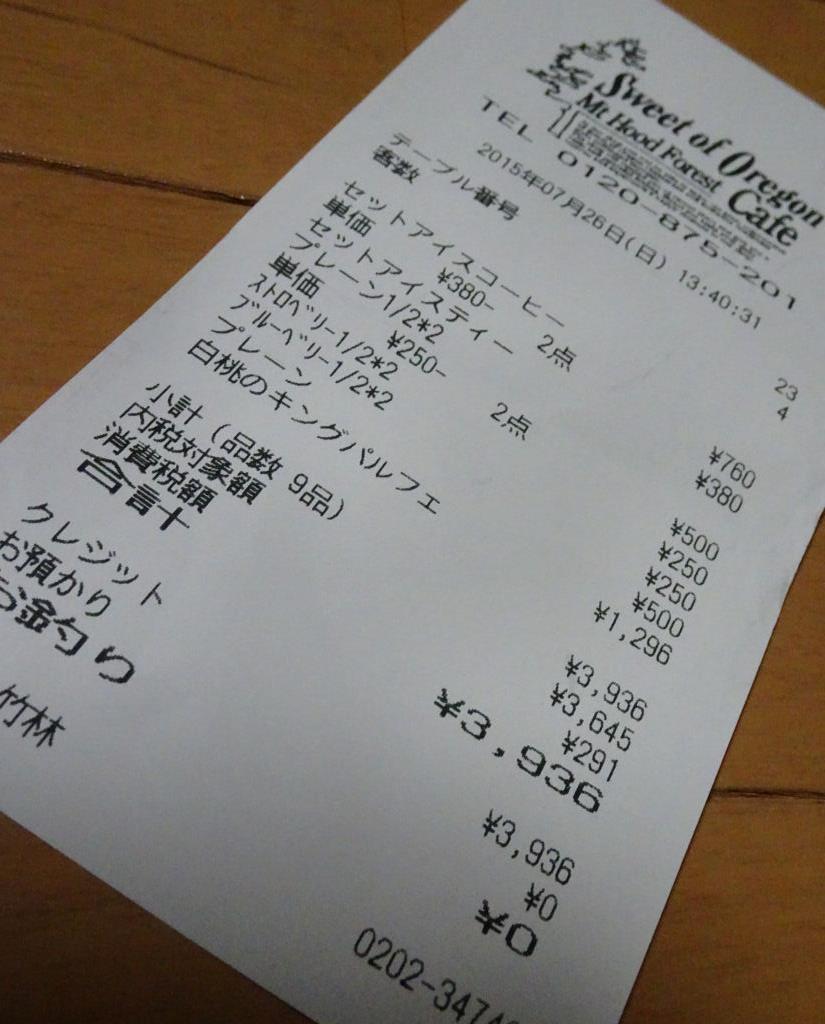 Sweet of Oregon
Mt Hood Forest Cafe
TEL 0120-875-201
2015年07月26日(日) 13:40:31
テーブル番号 23
客数 4
セットアイスコーヒー
単価 ¥380- 2点 ¥760
セットアイスティー ¥380
プレーン1/2*2
単価 ¥250- 2点 ¥500
ストロベリー1/2*2 ¥250
ブルーベリー1/2*2 ¥250
プレーン ¥500
白桃のキングパルフェ ¥1,296
小計(品数 9品) ¥3,936
内税対象額 ¥3,645
消費税額 ¥291
合計 ¥3,936
クレジット ¥3,936
お預かり ¥0
お釣り ¥0
竹林